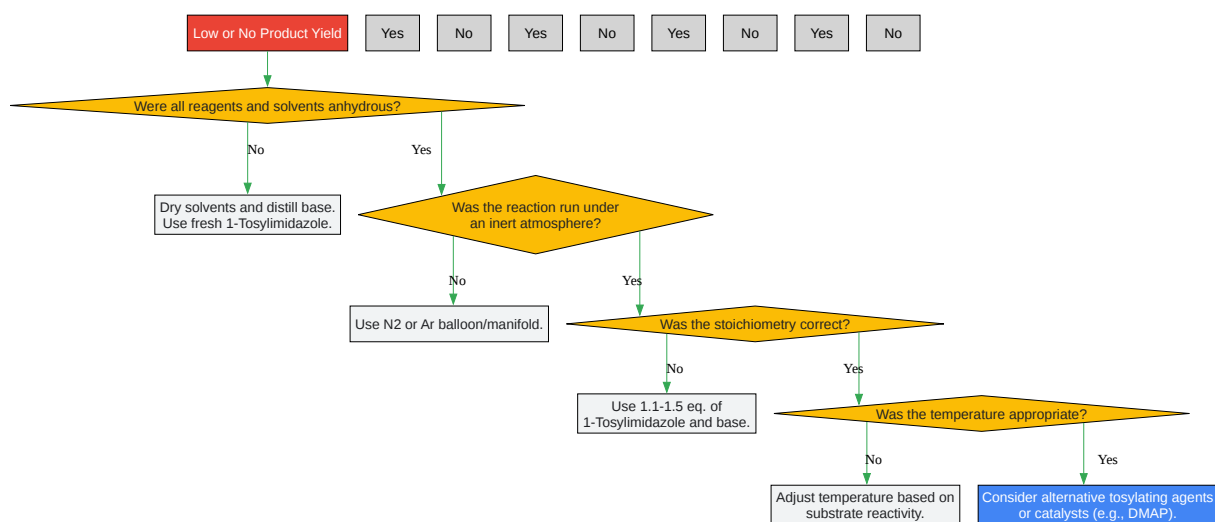 Low or No Product Yield
Yes
No
Yes
No
Yes
No
Yes
No
Were all reagents and solvents anhydrous?
No
Yes
Dry solvents and distill base.
Use fresh 1-Tosylimidazole.
Was the reaction run under
an inert atmosphere?
No
Yes
Use N2 or Ar balloon/manifold.
Was the stoichiometry correct?
No
Yes
Use 1.1-1.5 eq. of
1-Tosylimidazole and base.
Was the temperature appropriate?
No
Yes
Adjust temperature based on
substrate reactivity.
Consider alternative tosylating agents
or catalysts (e.g., DMAP).